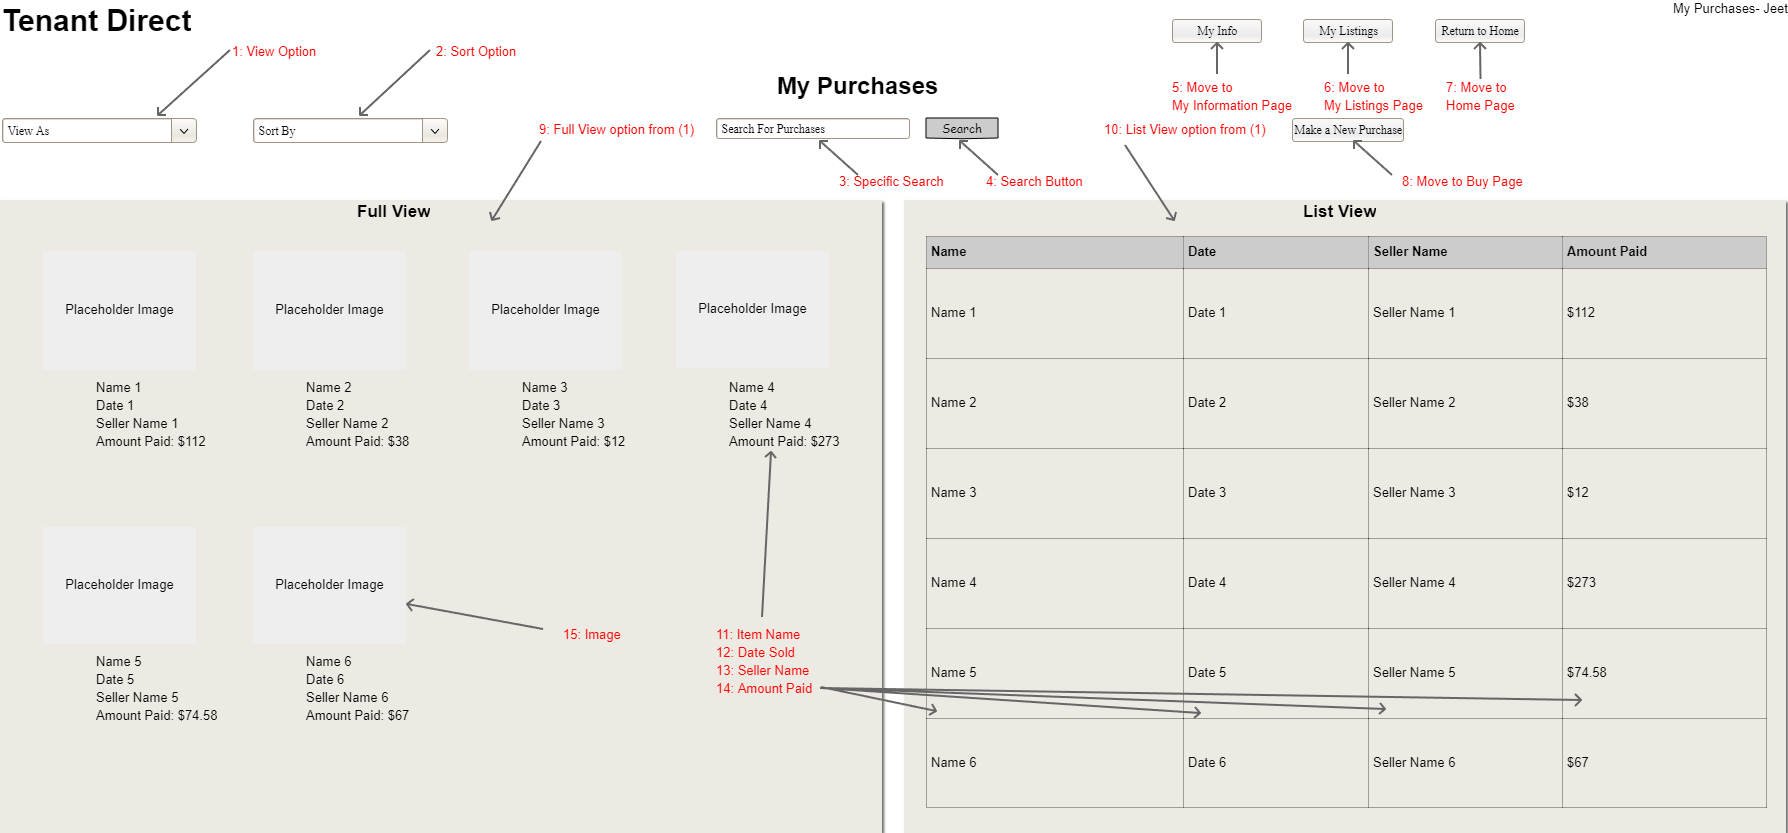 My Purchases- Jeet
Tenant Direct
My Info
My Listings
Return to Home
1: View Option
2: Sort Option
My Purchases
5: Move to
My Information Page
6: Move to
My Listings Page
7: Move to
Home Page
View As
Sort By
9: Full View option from (1)
Search For Purchases
Search
10: List View option from (1)
Make a New Purchase
3: Specific Search
4: Search Button
8: Move to Buy Page
Full View
Placeholder Image
Placeholder Image
Placeholder Image
Placeholder Image
Name 1
Date 1
Seller Name 1
Amount Paid: $112
Name 2
Date 2
Seller Name 2
Amount Paid: $38
Name 3
Date 3
Seller Name 3
Amount Paid: $12
Name 4
Date 4
Seller Name 4
Amount Paid: $273
Placeholder Image
Placeholder Image
15: Image
11: Item Name
12: Date Sold
13: Seller Name
14: Amount Paid
Name 5
Date 5
Seller Name 5
Amount Paid: $74.58
Name 6
Date 6
Seller Name 6
Amount Paid: $67
List View
Name Date Seller Name Amount Paid
Name 1 Date 1 Seller Name 1 $112
Name 2 Date 2 Seller Name 2 $38
Name 3 Date 3 Seller Name 3 $12
Name 4 Date 4 Seller Name 4 $273
Name 5 Date 5 Seller Name 5 $74.58
Name 6 Date 6 Seller Name 6 $67